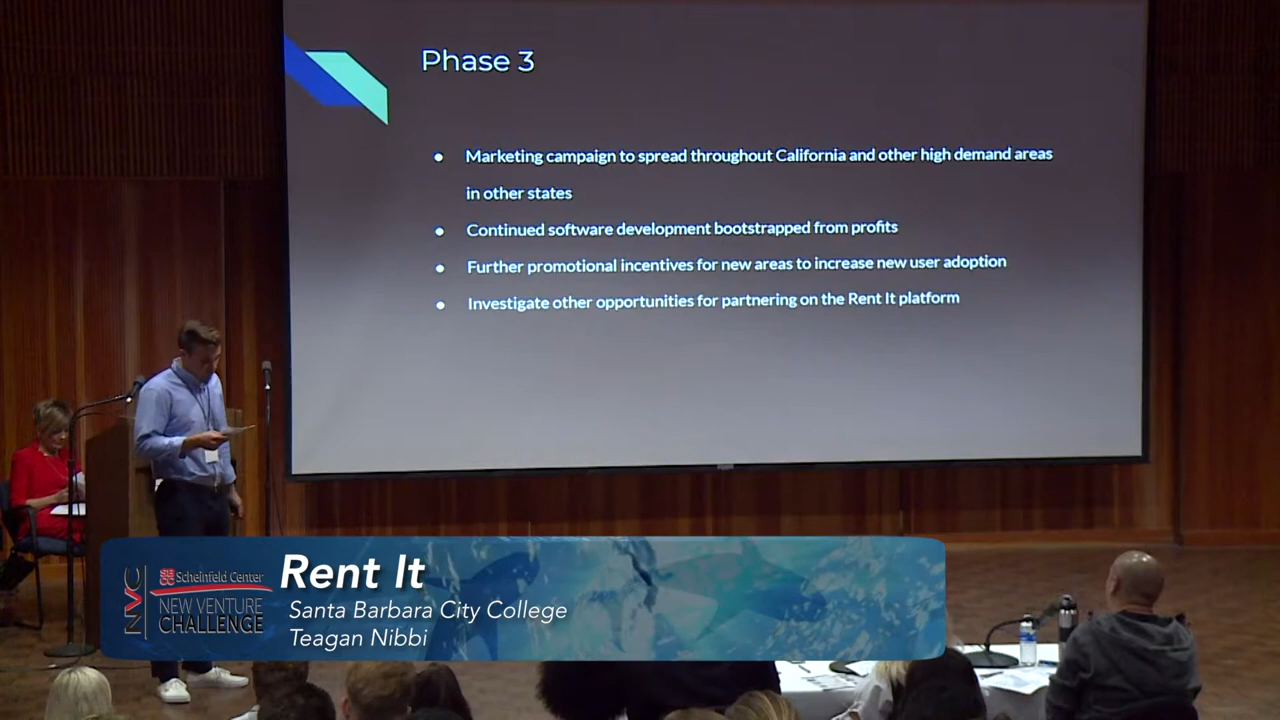 Phase 3
● Marketing campaign to spread throughout California and other high demand areas
in other states
● Continued software development bootstrapped from profits
● Further promotional incentives for new areas to increase new user adoption
● Investigate other opportunities for partnering on the Rent It platform
NVC
SBCC Scheinfeld Center
NEW VENTURE
CHALLENGE
Rent It
Santa Barbara City College
Teagan Nibbi